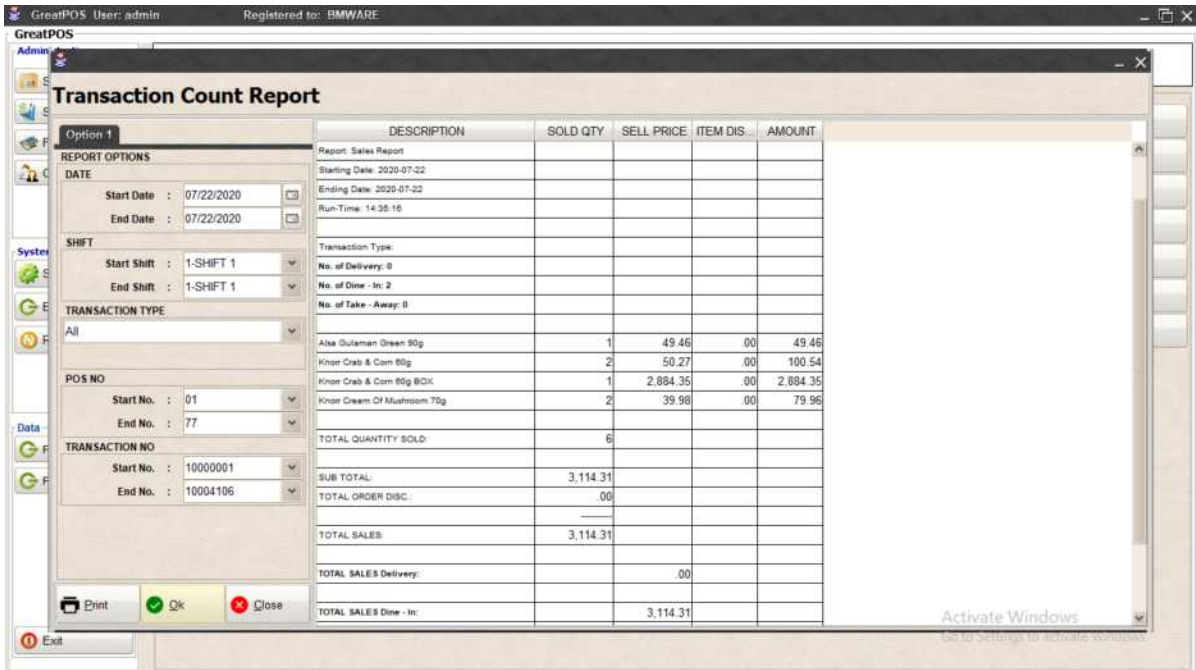 GreatPOS User: admin Registered to: BMWARE
GreatPOS
Transaction Count Report
Option 1
REPORT OPTIONS
DATE
Start Date : 07/22/2020
End Date : 07/22/2020
SHIFT
Start Shift : 1-SHIFT 1
End Shift : 1-SHIFT 1
TRANSACTION TYPE
All
POS NO
Start No. : 01
End No. : 77
TRANSACTION NO
Start No. : 10000001
End No. : 10004106
Print Ok Close
DESCRIPTION SOLD QTY SELL PRICE ITEM DIS... AMOUNT
Report: Sales Report
Starting Date: 2020-07-22
Ending Date: 2020-07-22
Run-Time: 14:35:16
Transaction Type:
No. of Delivery: 0
No. of Dine - In: 2
No. of Take - Away: 0
Alsa Gulaman Green 90g 1 49.46 .00 49.46
Knorr Crab & Corn 60g 2 50.27 .00 100.54
Knorr Crab & Corn 60g BOX 1 2,884.35 .00 2,884.35
Knorr Cream Of Mushroom 70g 2 39.98 .00 79.96
TOTAL QUANTITY SOLD: 6
SUB TOTAL: 3,114.31
TOTAL ORDER DISC.: .00
TOTAL SALES: 3,114.31
TOTAL SALES Delivery: .00
TOTAL SALES Dine - In: 3,114.31
Data
Exit
Activate Windows
Go to Settings to activate Windows.